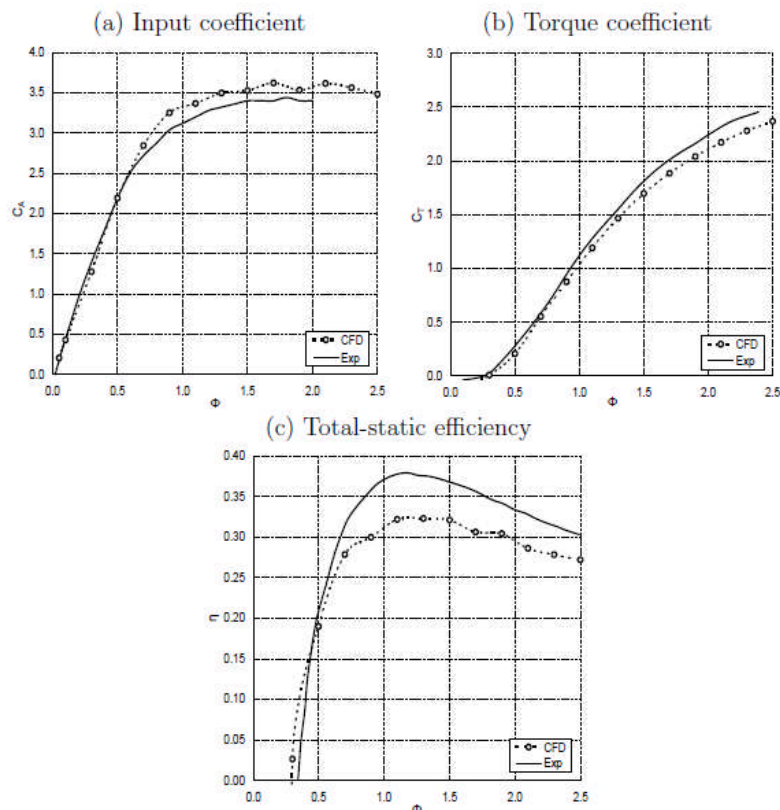 (a) Input coefficient
(b) Torque coefficient
4.0
3.5
3.0
2.5
2.0
1.5
1.0
0.5
0.0
C_A
0.0 0.5 1.0 1.5 2.0 2.5
Φ
CFD
Exp
3.0
2.5
2.0
1.5
1.0
0.5
0.0
C_T
0.0 0.5 1.0 1.5 2.0 2.5
Φ
CFD
Exp
(c) Total-static efficiency
0.40
0.35
0.30
0.25
0.20
0.15
0.10
0.05
0.00
η
0.0 0.5 1.0 1.5 2.0 2.5
Φ
CFD
Exp